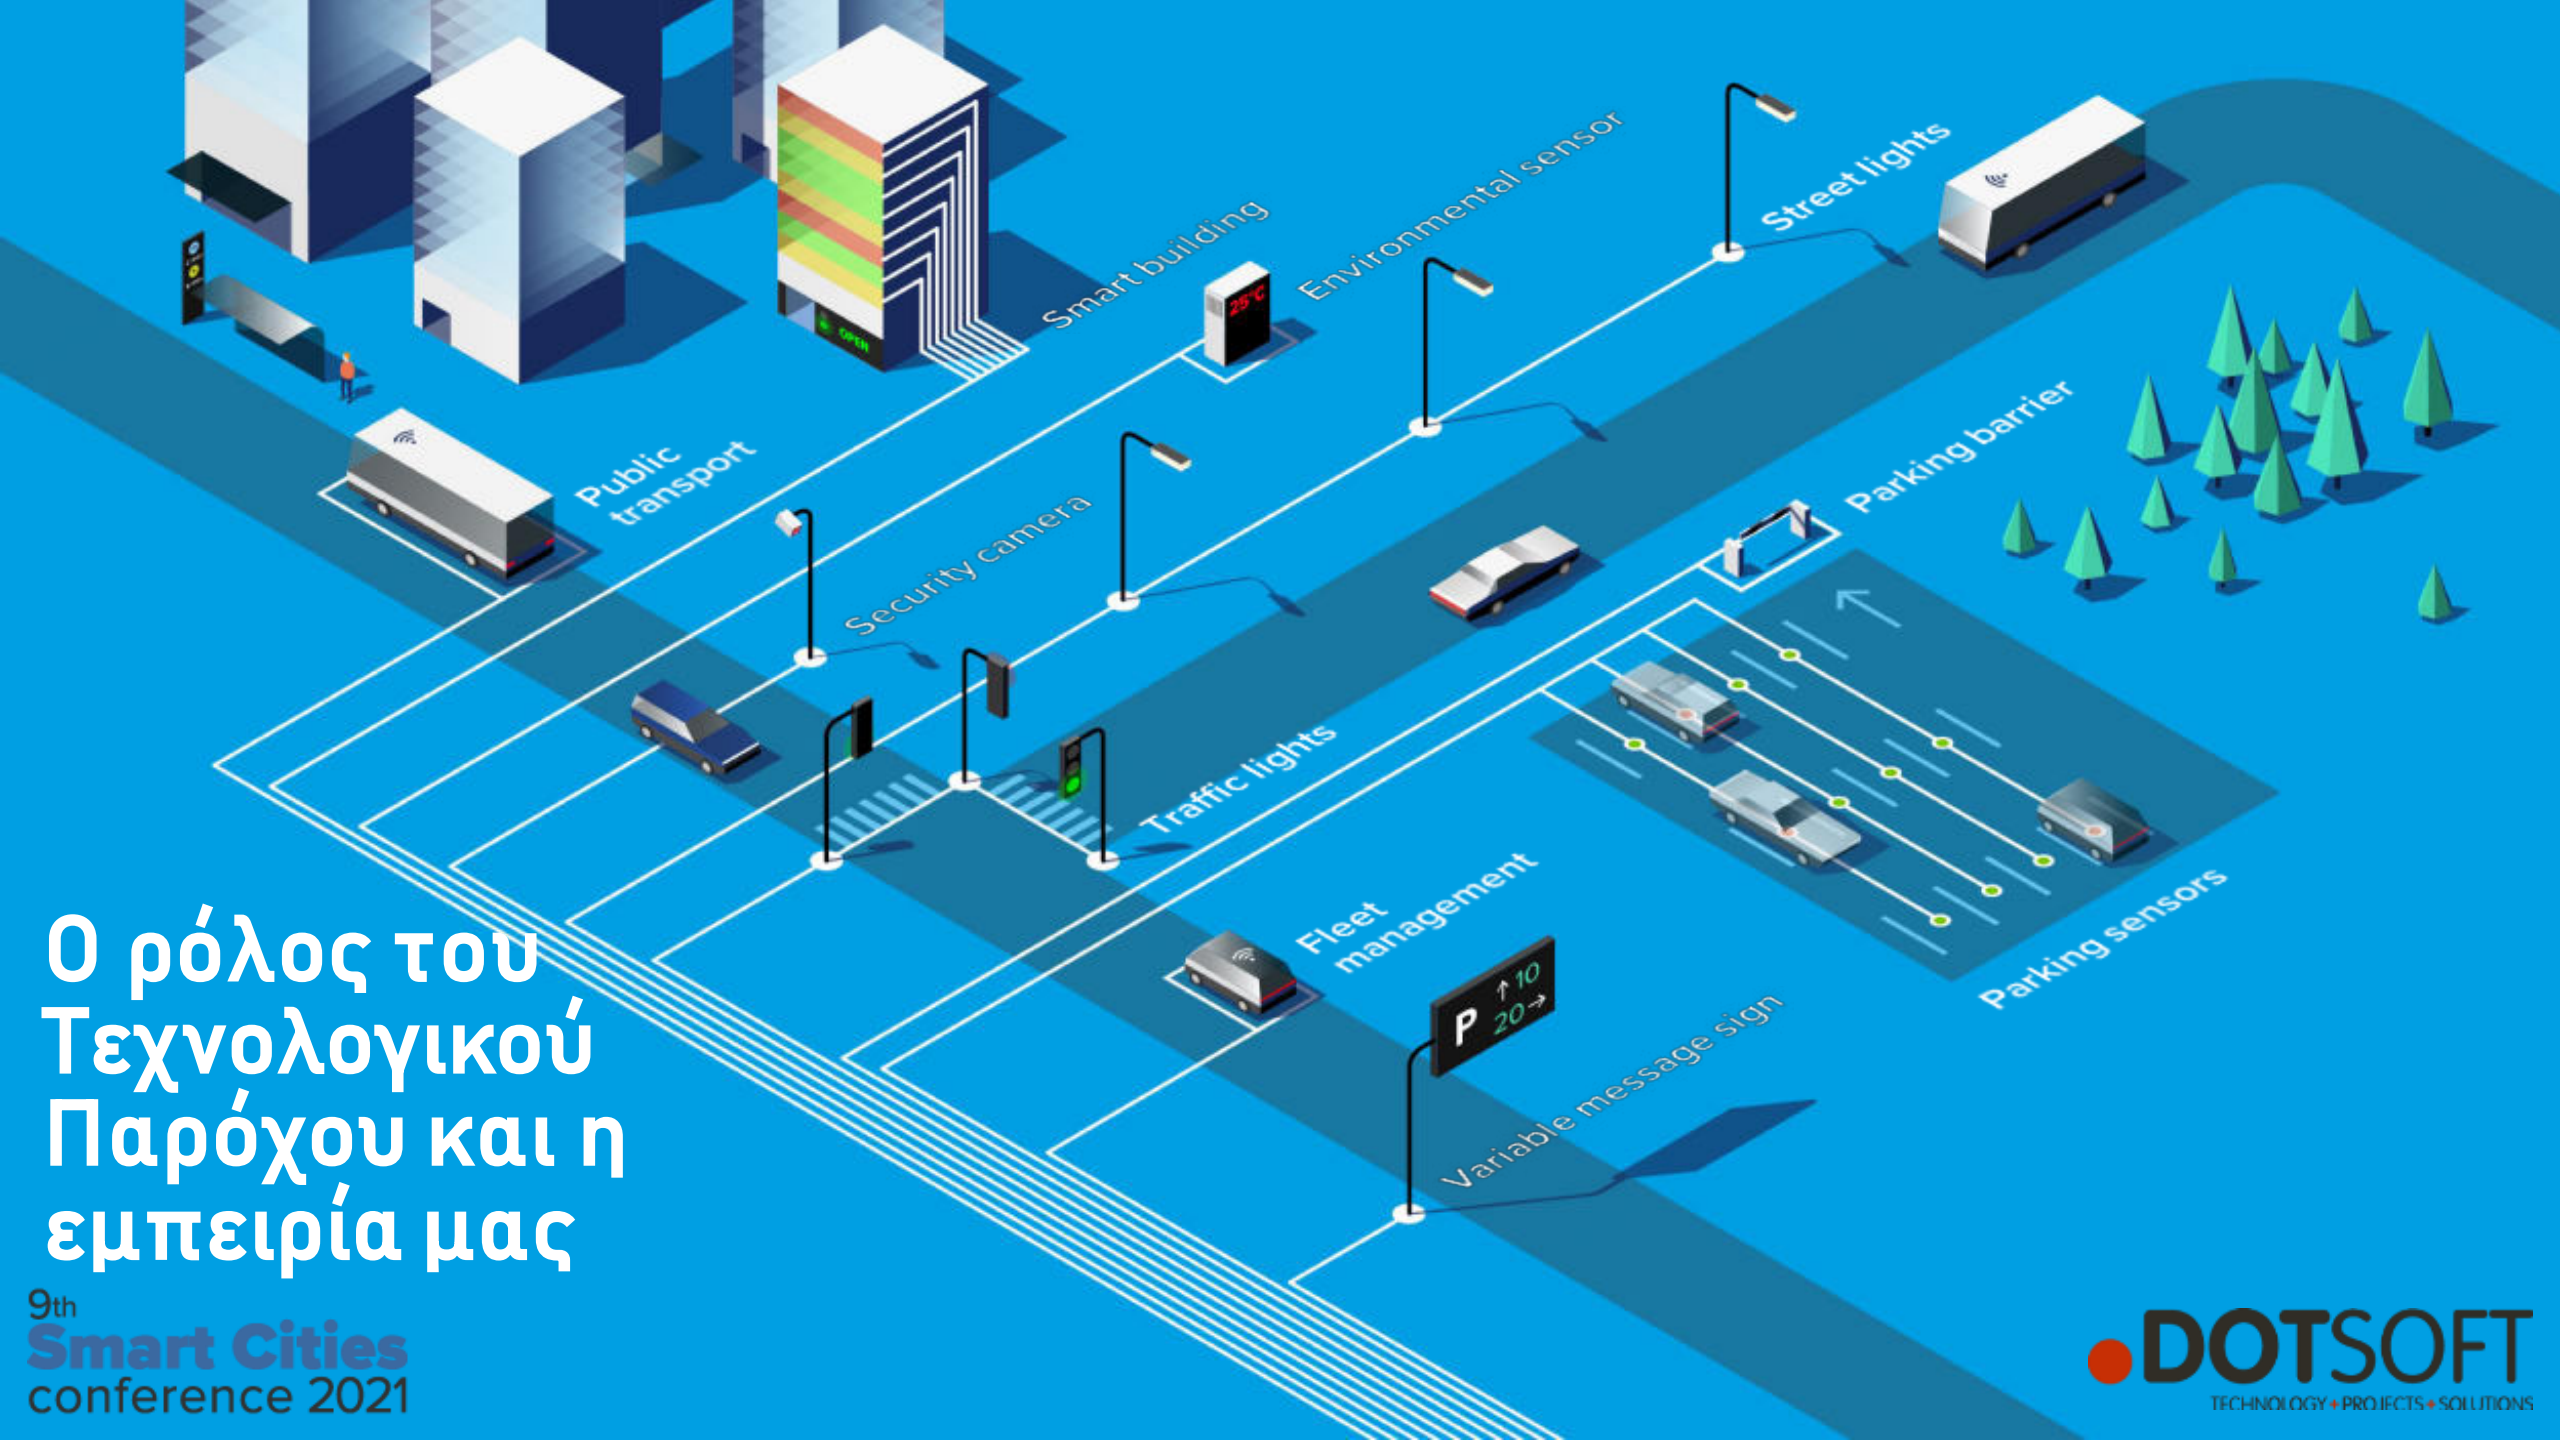 Smart building
Environmental sensor
Street lights
25°C
OPEN
Public
transport
Security camera
Parking barrier
Traffic lights
Fleet
management
Parking sensors
P ↑ 10
20 →
Variable message sign
Ο ρόλος του
Τεχνολογικού
Παρόχου και η
εμπειρία μας
9th
Smart Cities
conference 2021
DOTSOFT
TECHNOLOGY+PROJECTS+SOLUTIONS